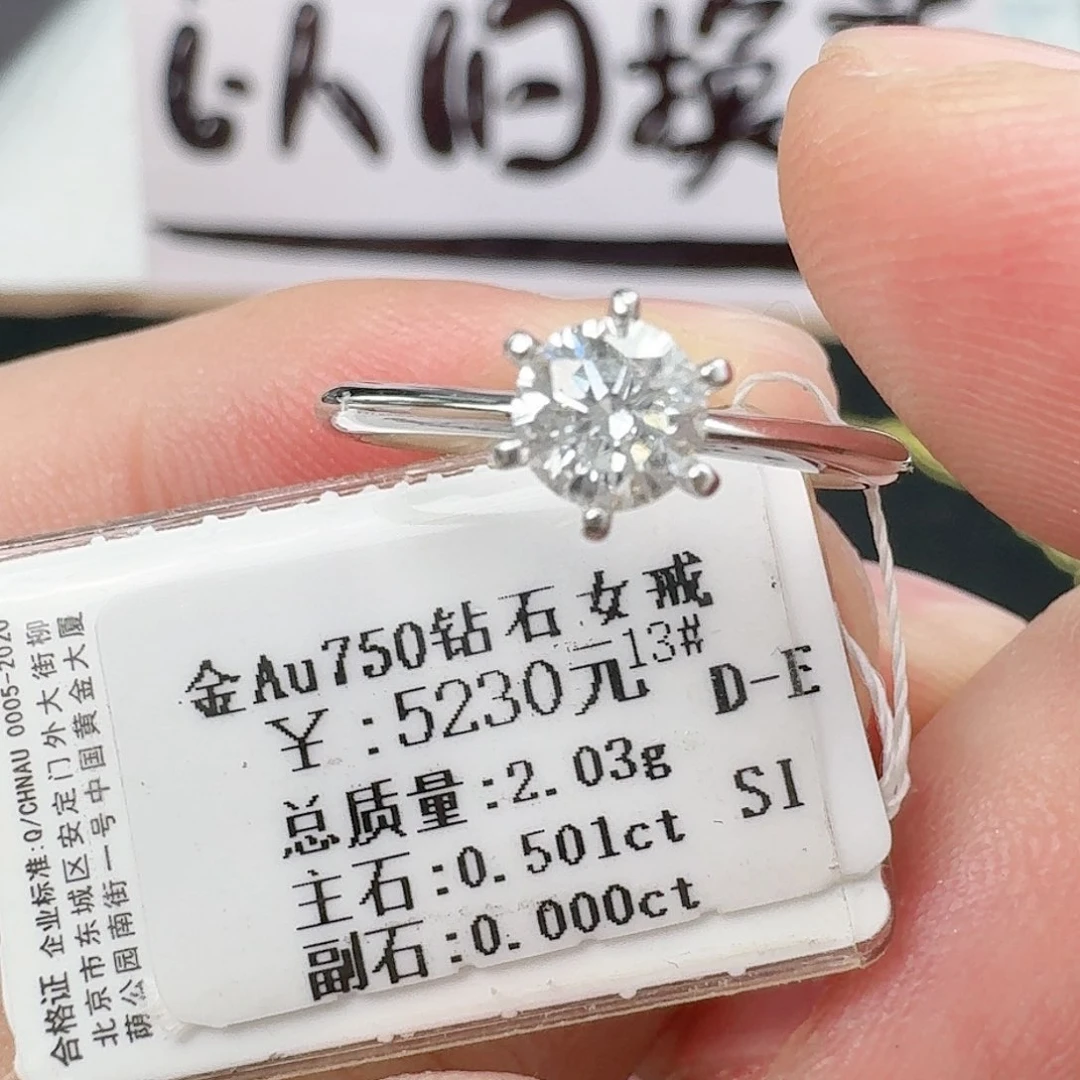 以旧换
金Au750钻石女戒
13#
￥:5230元
D-E
总质量:2.03g
SI
主石:0.501ct
副石:0.000ct
合格证 企业标准:Q/CHNAU 0005-2020
北京市东城区安定门外大街柳
荫公园南街一号中国黄金大厦